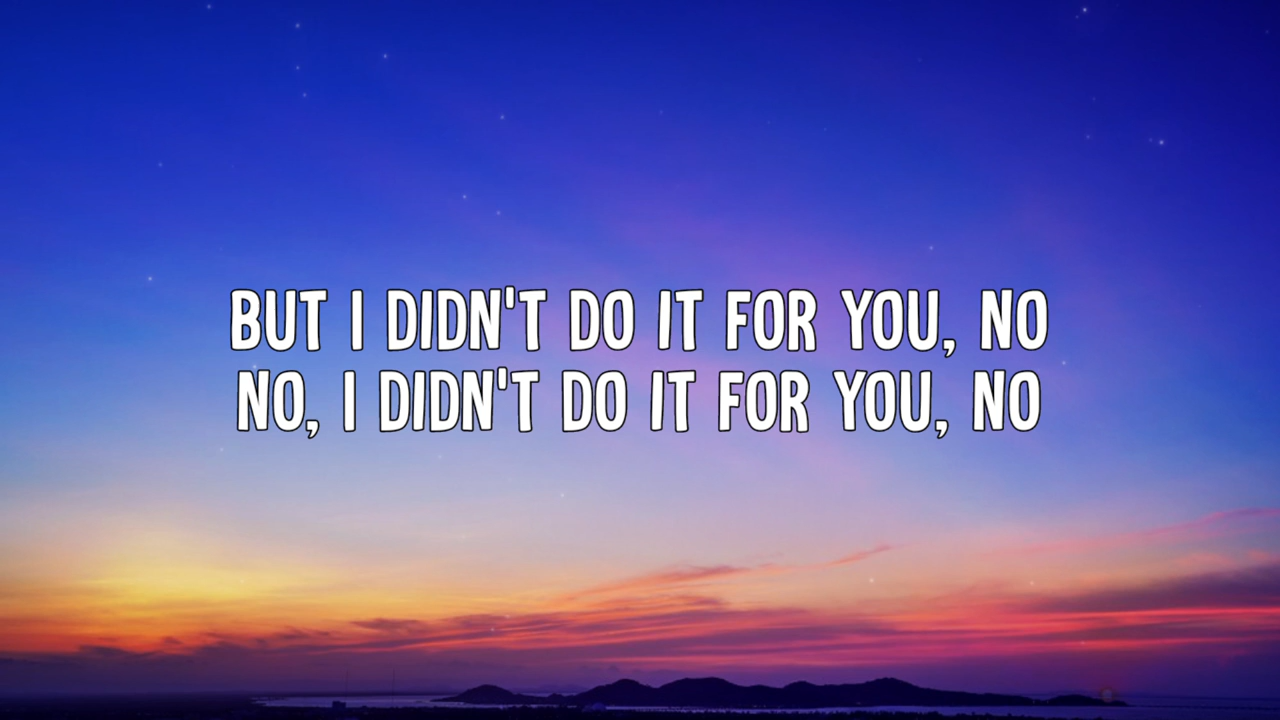 BUT I DIDN'T DO IT FOR YOU, NO
NO, I DIDN'T DO IT FOR YOU, NO